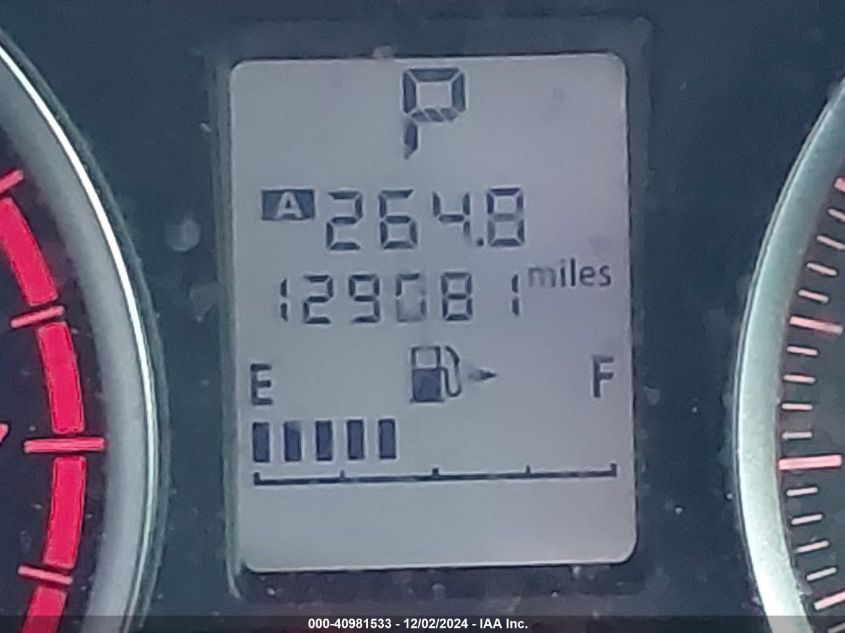 P
A 264.8
129081 miles
E F
000-40981533 - 12/02/2024 - IAA Inc.